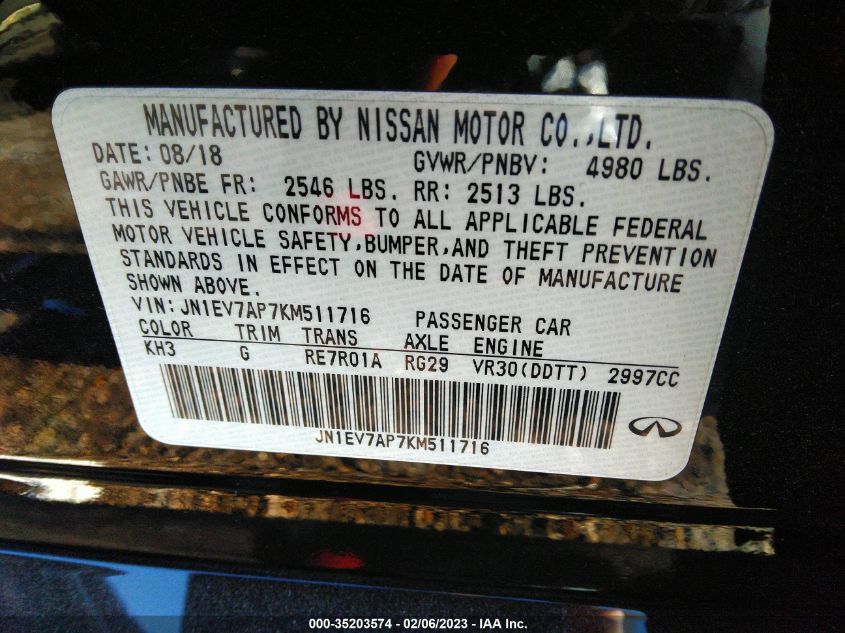 MANUFACTURED BY NISSAN MOTOR CO.,LTD.
DATE: 08/18 GVWR/PNBV: 4980 LBS.
GAWR/PNBE FR: 2546 LBS. RR: 2513 LBS.
THIS VEHICLE CONFORMS TO ALL APPLICABLE FEDERAL
MOTOR VEHICLE SAFETY,BUMPER,AND THEFT PREVENTION
STANDARDS IN EFFECT ON THE DATE OF MANUFACTURE
SHOWN ABOVE.
VIN:JN1EV7AP7KM511716 PASSENGER CAR
COLOR TRIM TRANS AXLE ENGINE
KH3 G RE7R01A RG29 VR30(DDTT) 2997CC
JN1EV7AP7KM511716
000-35203574 — 02/06/2023 — IAA Inc.